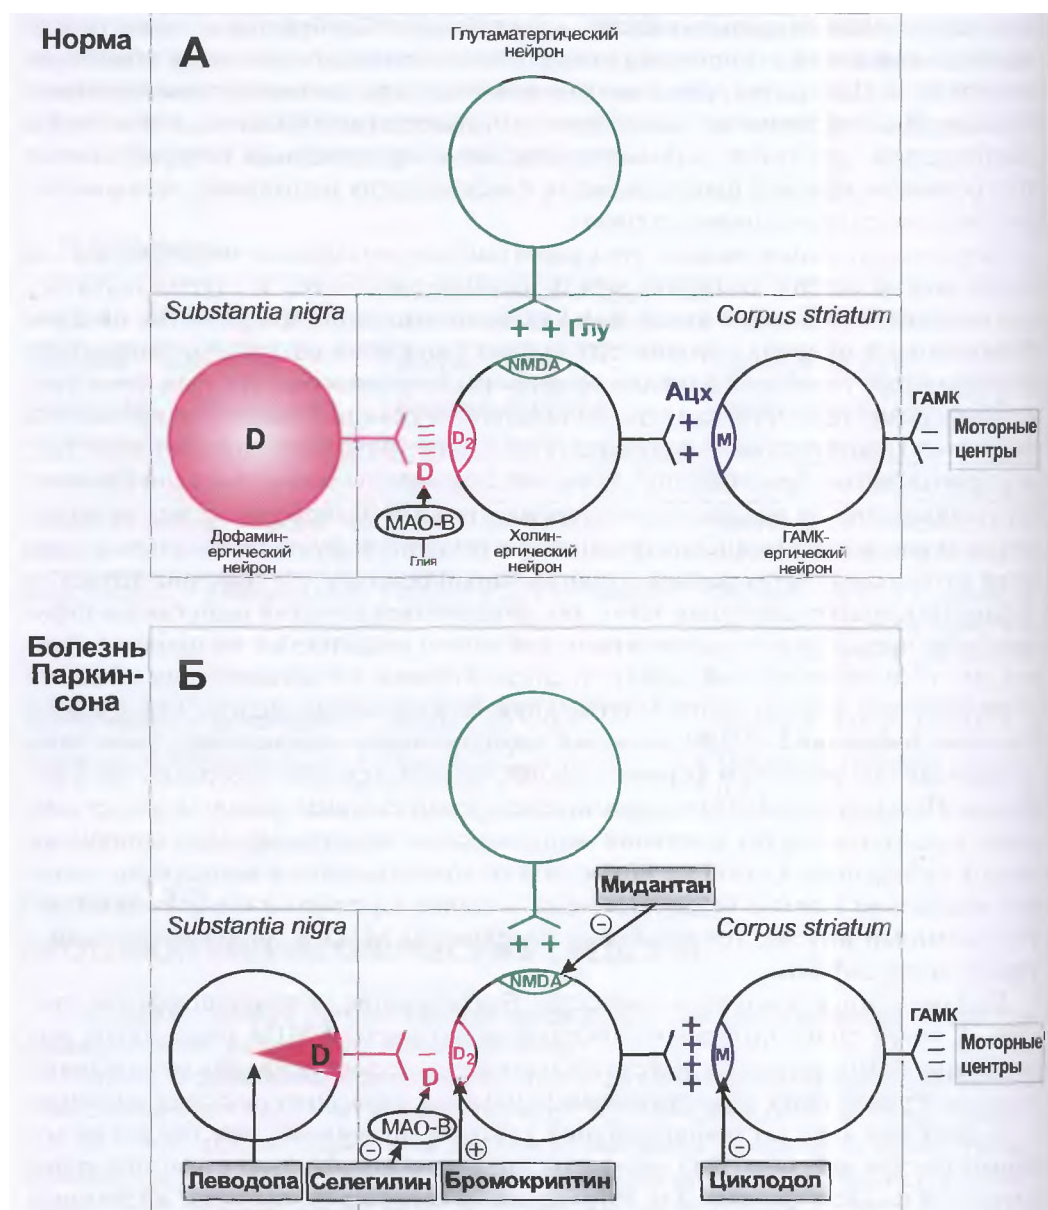 Норма
А
Глутаматергический
нейрон
Substantia nigra
+ + Глу
Corpus striatum
NMDA
D
D
D2
Ацх
+
+
М
ГАМК
Моторные
центры
МАО-В
Глия
Дофамин-
ергический
нейрон
Холин-
ергический
нейрон
ГАМК-
ергический
нейрон
Болезнь
Паркин-
сона
Б
Мидантан
Substantia nigra
+ +
Corpus striatum
NMDA
D
D
D2
+
+
+
+
+
М
ГАМК
Моторные
центры
МАО-В
Леводопа
Селегилин
Бромокриптин
Циклодол